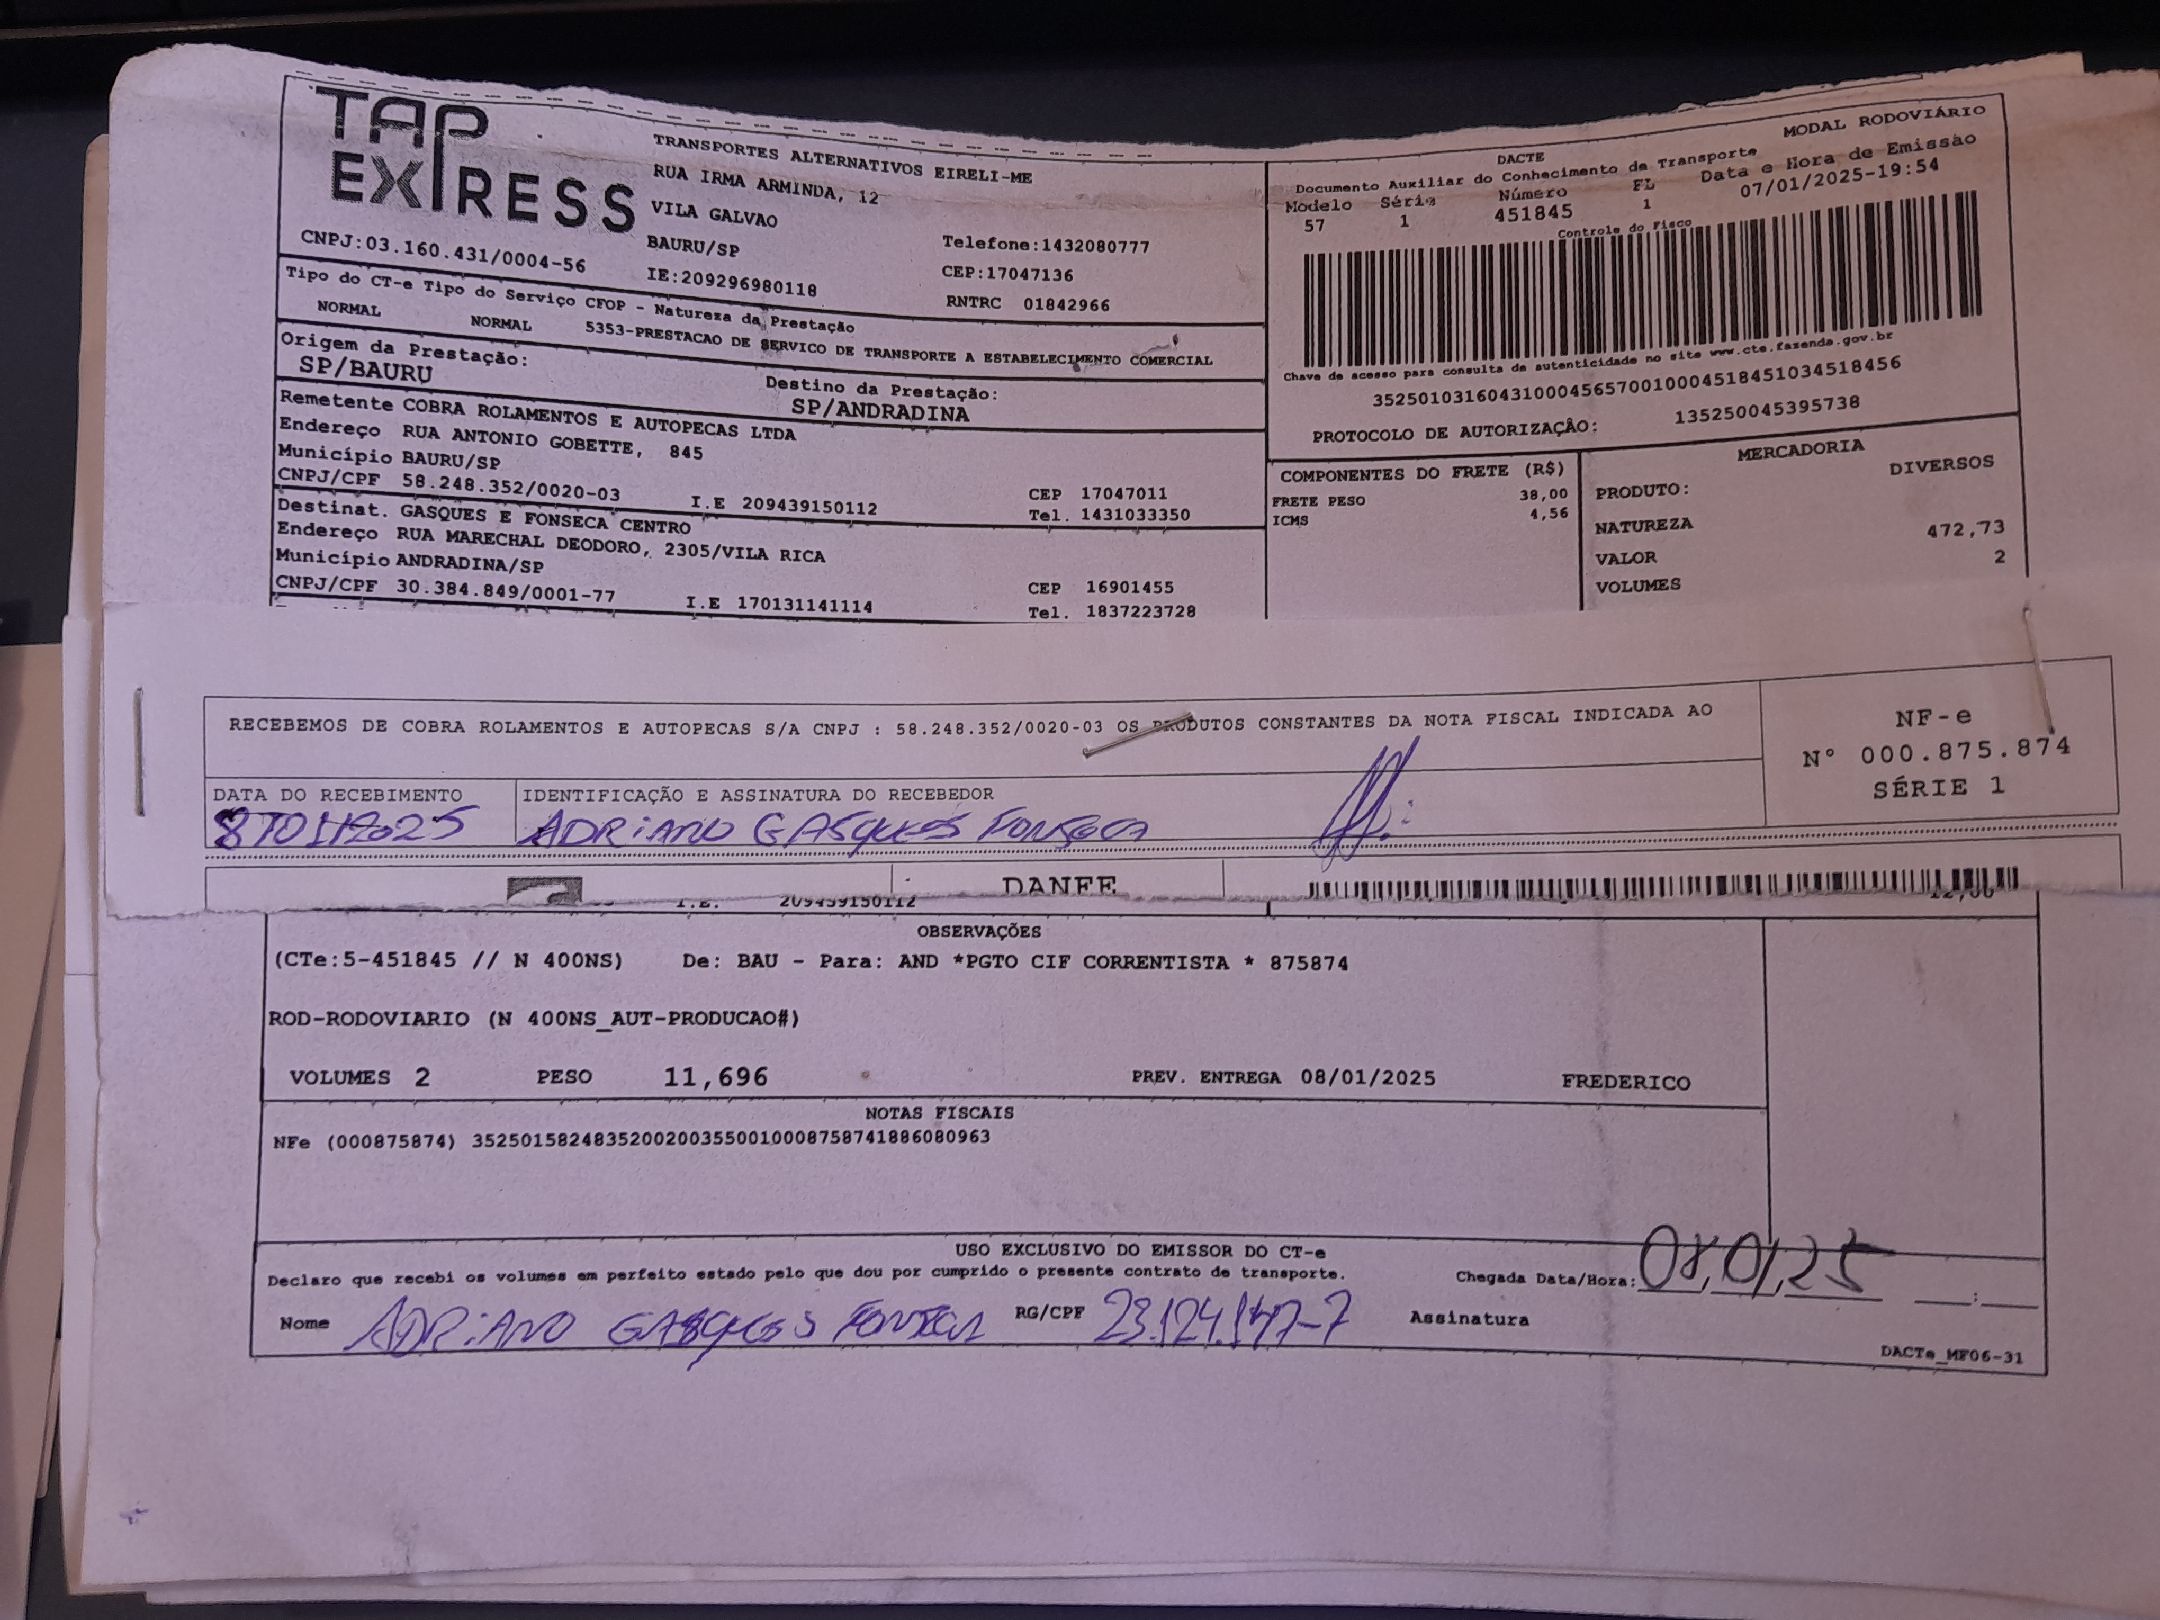 TAP
EXPRESS
TRANSPORTES ALTERNATIVOS EIRELI-ME
RUA IRMA ARMINDA, 12
VILA GALVAO
BAURU/SP Telefone:1432080777
CNPJ:03.160.431/0004-56 IE:209296980118 CEP:17047136
RNTRC 01842966
DACTE MODAL RODOVIÁRIO
Documento Auxiliar do Conhecimento de Transporte
Modelo Série Número FL Data e Hora de Emissão
57 1 451845 1 07/01/2025-19:54
Controle do Fisco
Chave de acesso para consulta de autenticidade no site www.cte.fazenda.gov.br
35250103160431000456570010004518451034518456
PROTOCOLO DE AUTORIZAÇÃO: 135250045395738
Tipo do CT-e Tipo do Serviço CFOP - Natureza da Prestação
NORMAL NORMAL 5353-PRESTACAO DE SERVICO DE TRANSPORTE A ESTABELECIMENTO COMERCIAL
Origem da Prestação: Destino da Prestação:
SP/BAURU SP/ANDRADINA
Remetente COBRA ROLAMENTOS E AUTOPECAS LTDA
Endereço RUA ANTONIO GOBETTE, 845
Município BAURU/SP CEP 17047011
CNPJ/CPF 58.248.352/0020-03 I.E 209439150112 Tel. 1431033350
Destinat. GASQUES E FONSECA CENTRO
Endereço RUA MARECHAL DEODORO, 2305/VILA RICA
Município ANDRADINA/SP CEP 16901455
CNPJ/CPF 30.384.849/0001-77 I.E 170131141114 Tel. 1837223728
COMPONENTES DO FRETE (R$)
FRETE PESO 38,00
ICMS 4,56
MERCADORIA
PRODUTO: DIVERSOS
NATUREZA
VALOR 472,73
VOLUMES 2
RECEBEMOS DE COBRA ROLAMENTOS E AUTOPECAS S/A CNPJ : 58.248.352/0020-03 OS PRODUTOS CONSTANTES DA NOTA FISCAL INDICADA AO
NF-e
Nº 000.875.874
SÉRIE 1
DATA DO RECEBIMENTO IDENTIFICAÇÃO E ASSINATURA DO RECEBEDOR
8/01/2025 ADRIANO GASQUES FONSECA
DANFE
I.E. 209439150112
OBSERVAÇÕES
(CTe:5-451845 // N 400NS) De: BAU - Para: AND *PGTO CIF CORRENTISTA * 875874
ROD-RODOVIARIO (N 400NS_AUT-PRODUCAO#)
VOLUMES 2 PESO 11,696 PREV. ENTREGA 08/01/2025 FREDERICO
NOTAS FISCAIS
NFe (000875874) 35250158248352002003550010008758741886080963
USO EXCLUSIVO DO EMISSOR DO CT-e
Declaro que recebi os volumes em perfeito estado pelo que dou por cumprido o presente contrato de transporte. Chegada Data/Hora: 08,01,25 :
Nome ADRIANO GASQUES FONSECA RG/CPF 23.124.147-7 Assinatura
DACTe_MF06-31